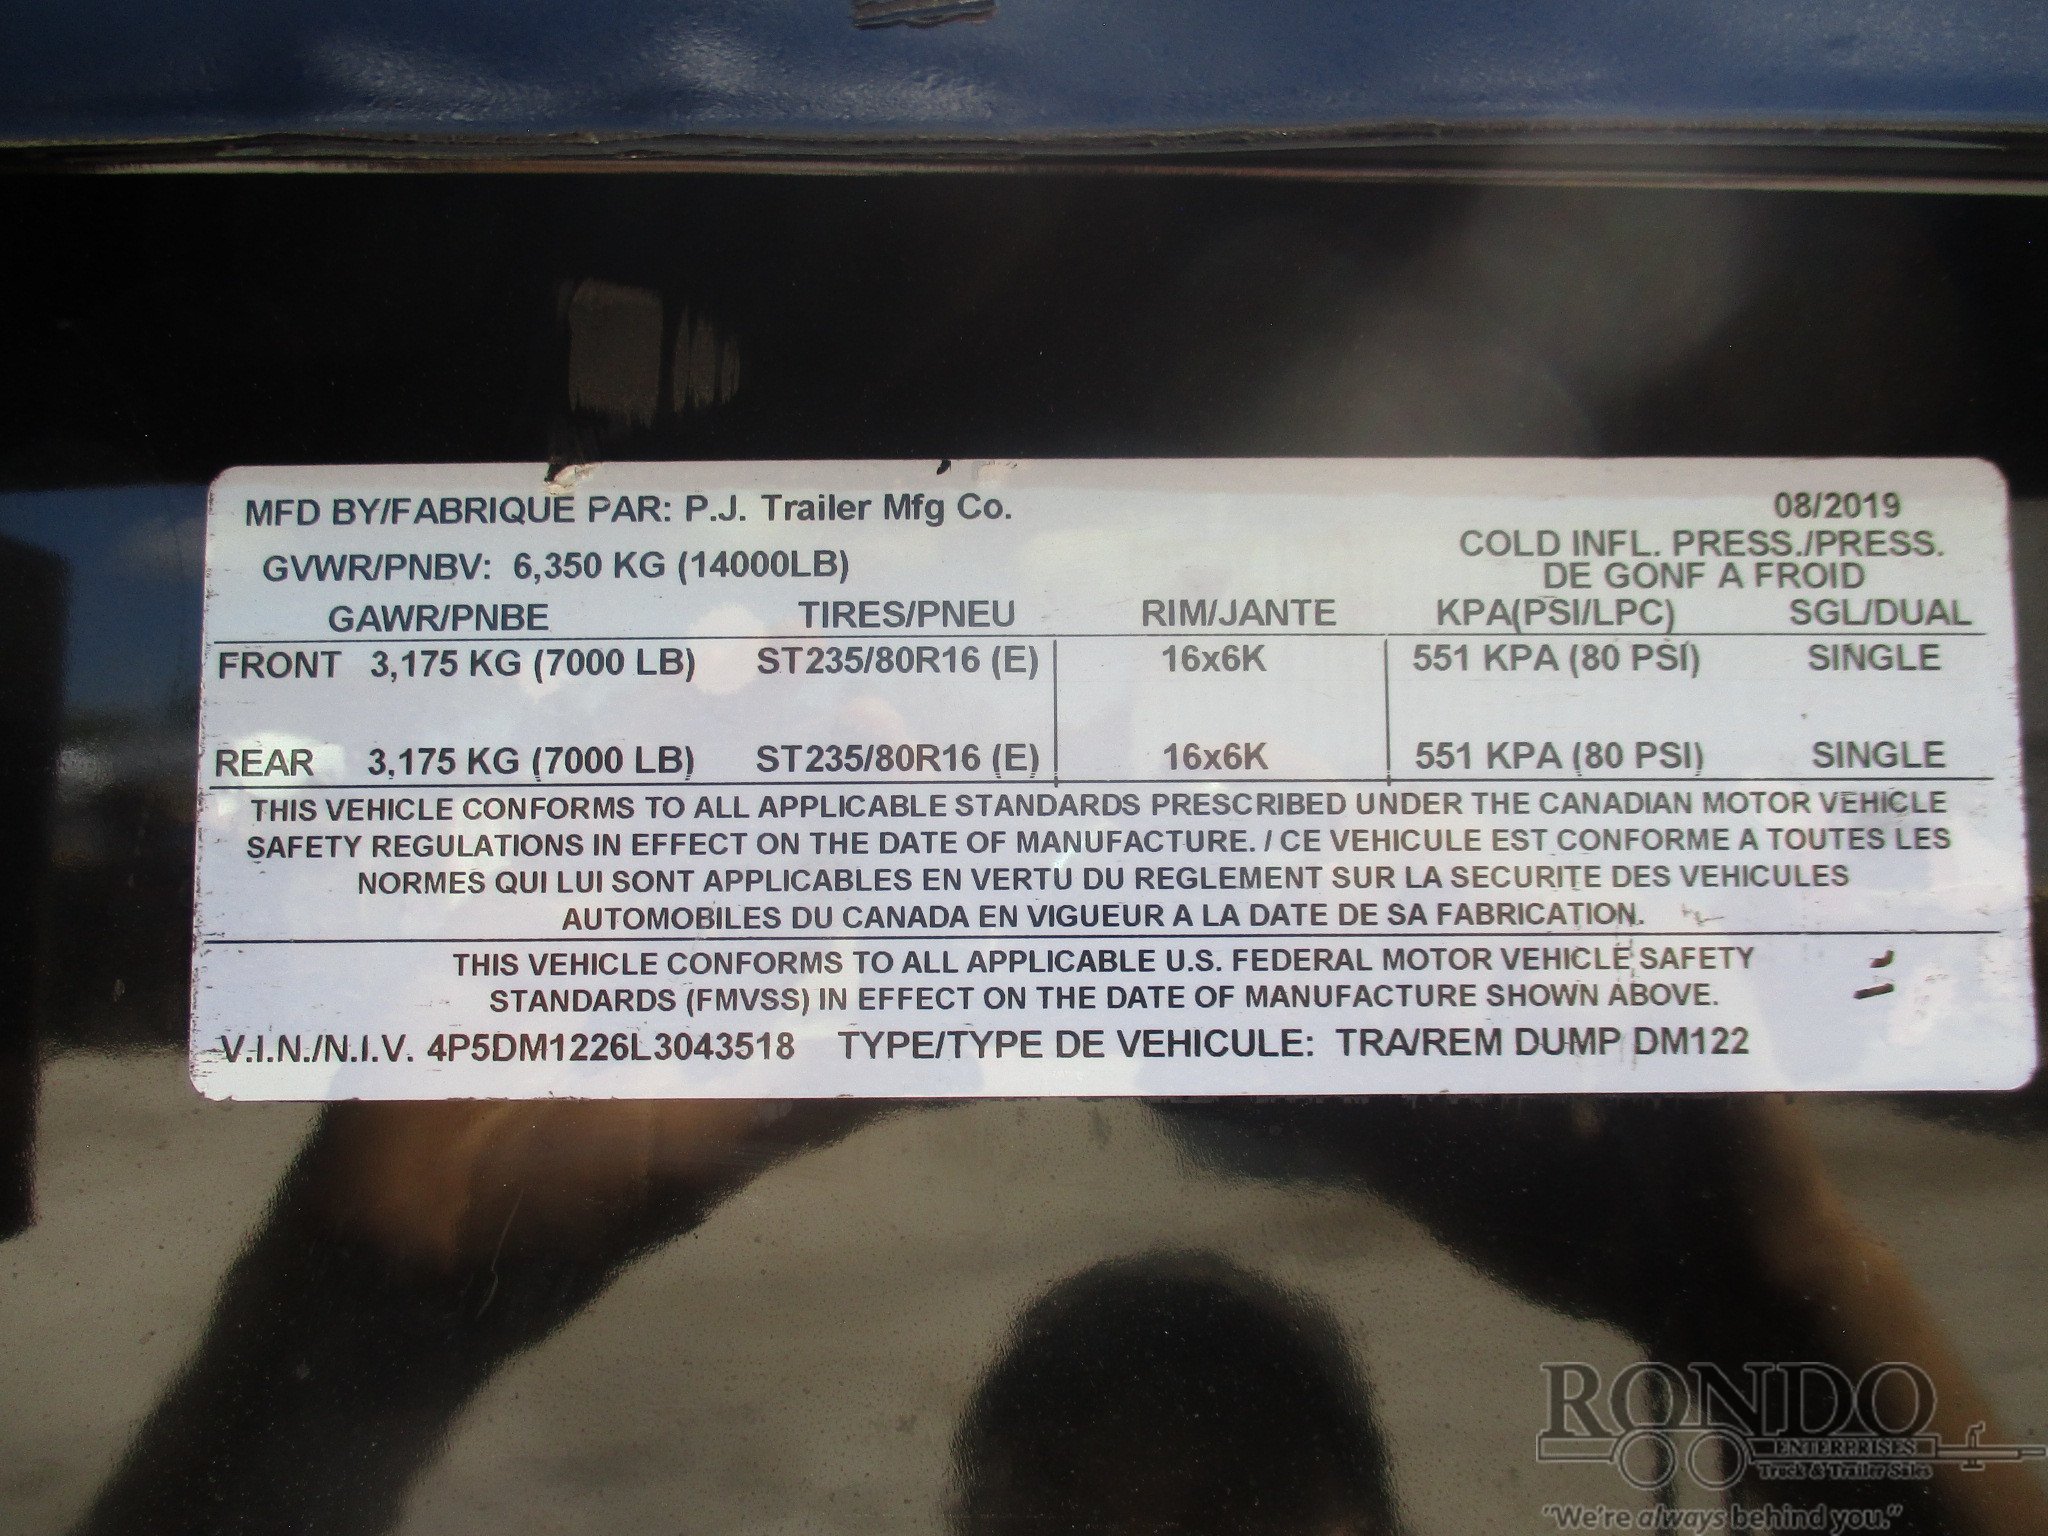 MFD BY/FABRIQUE PAR: P.J. Trailer Mfg Co. 08/2019
GVWR/PNBV: 6,350 KG (14000LB) COLD INFL. PRESS./PRESS.
DE GONF A FROID
GAWR/PNBE TIRES/PNEU RIM/JANTE KPA(PSI/LPC) SGL/DUAL
FRONT 3,175 KG (7000 LB) ST235/80R16 (E) 16x6K 551 KPA (80 PSI) SINGLE
REAR 3,175 KG (7000 LB) ST235/80R16 (E) 16x6K 551 KPA (80 PSI) SINGLE
THIS VEHICLE CONFORMS TO ALL APPLICABLE STANDARDS PRESCRIBED UNDER THE CANADIAN MOTOR VEHICLE
SAFETY REGULATIONS IN EFFECT ON THE DATE OF MANUFACTURE. / CE VEHICULE EST CONFORME A TOUTES LES
NORMES QUI LUI SONT APPLICABLES EN VERTU DU REGLEMENT SUR LA SECURITE DES VEHICULES
AUTOMOBILES DU CANADA EN VIGUEUR A LA DATE DE SA FABRICATION.
THIS VEHICLE CONFORMS TO ALL APPLICABLE U.S. FEDERAL MOTOR VEHICLE SAFETY
STANDARDS (FMVSS) IN EFFECT ON THE DATE OF MANUFACTURE SHOWN ABOVE.
V.I.N./N.I.V. 4P5DM1226L3043518 TYPE/TYPE DE VEHICULE: TRA/REM DUMP DM122
RONDO
ENTERPRISES
Truck & Trailer Sales
"We're always behind you."